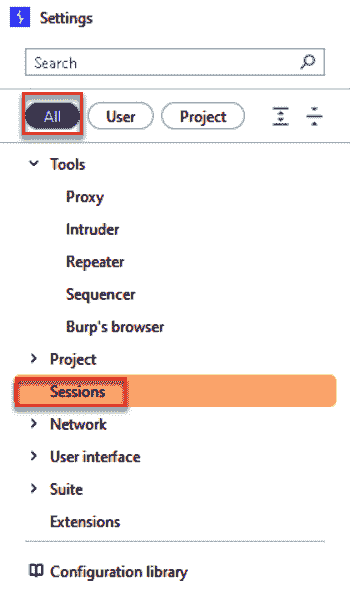 Settings
Search
All User Project
Tools
Proxy
Intruder
Repeater
Sequencer
Burp's browser
Project
Sessions
Network
User interface
Suite
Extensions
Configuration library